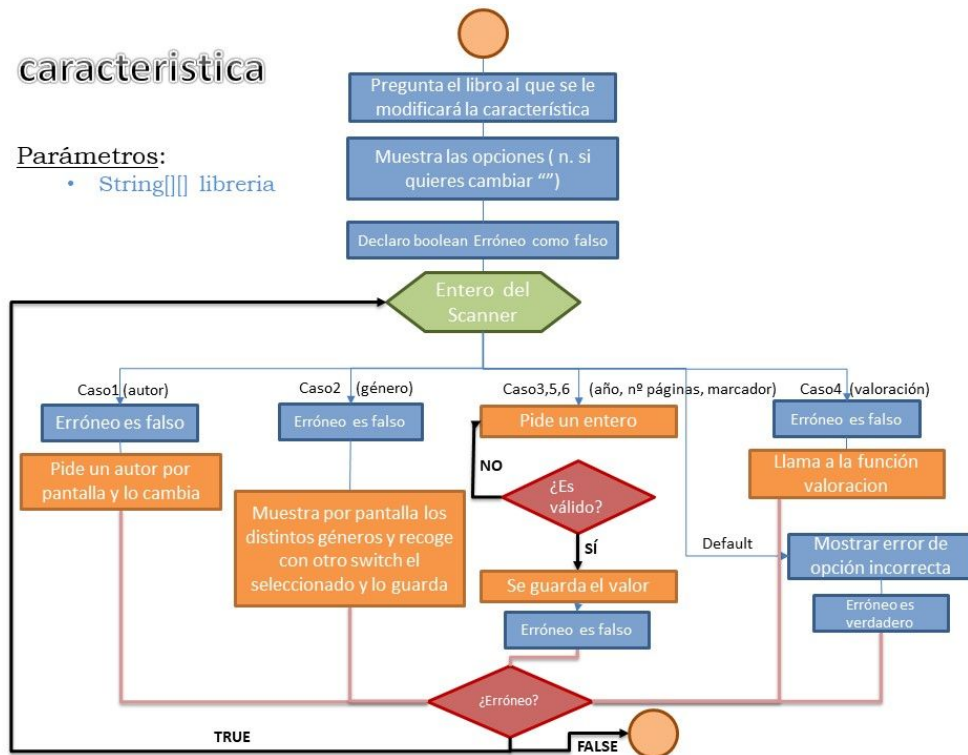 caracteristica
Parámetros:
• String[][] libreria
Pregunta el libro al que se le
modificará la característica
Muestra las opciones ( n. si
quieres cambiar “”)
Declaro boolean Erróneo como falso
Entero del
Scanner
Caso1 (autor)
Erróneo es falso
Pide un autor por
pantalla y lo cambia
Caso2 (género)
Erróneo es falso
Muestra por pantalla los
distintos géneros y recoge
con otro switch el
seleccionado y lo guarda
Caso3,5,6 (año, nº páginas, marcador)
Pide un entero
NO
¿Es
válido?
SÍ
Se guarda el valor
Erróneo es falso
Caso4 (valoración)
Erróneo es falso
Llama a la función
valoracion
Default
Mostrar error de
opción incorrecta
Erróneo es
verdadero
¿Erróneo?
TRUE
FALSE